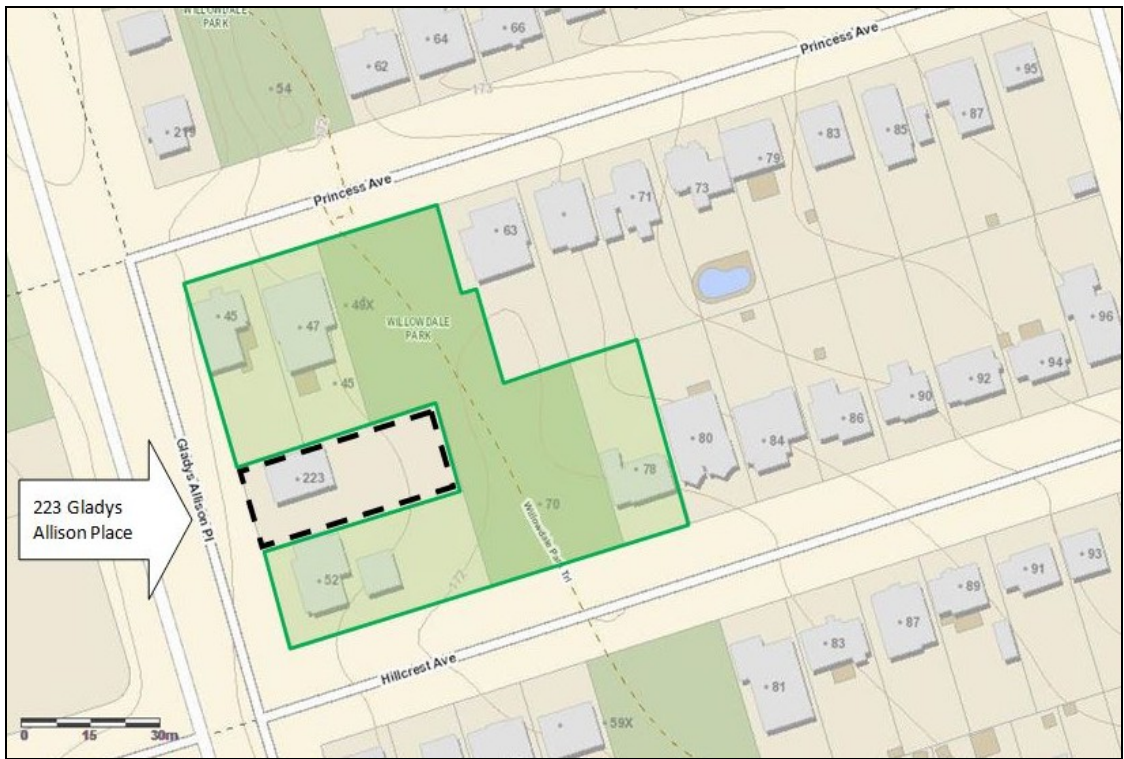 WILLOWDALE
PARK
66
64
62
Princess Ave
95
54
173
219
87
85
83
79
Princess Ave
73
71
63
49X
45
47
WILLOWDALE
PARK
96
45
94
92
90
86
84
80
223 Gladys
Allison Place
Gladys Allison Pl
223
78
70
Willowdale Park Trl
52
172
93
91
89
87
83
Hillcrest Ave
81
59X
0 15 30m